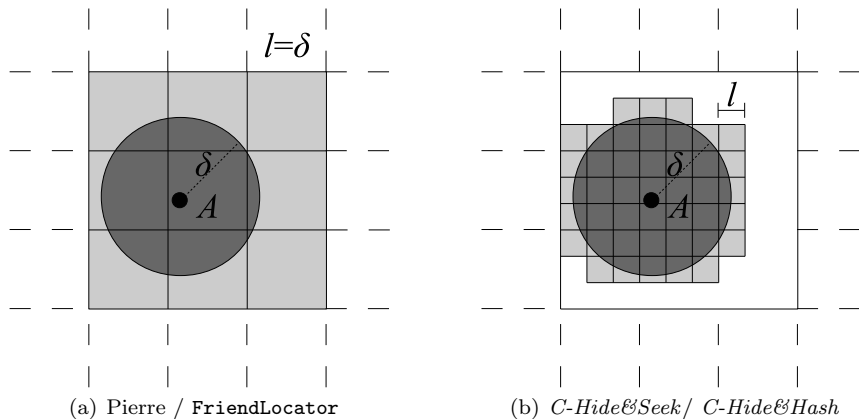 l=δ
l
δ
δ
A
A
(a) Pierre / FriendLocator
(b) C-Hide&Seek/ C-Hide&Hash